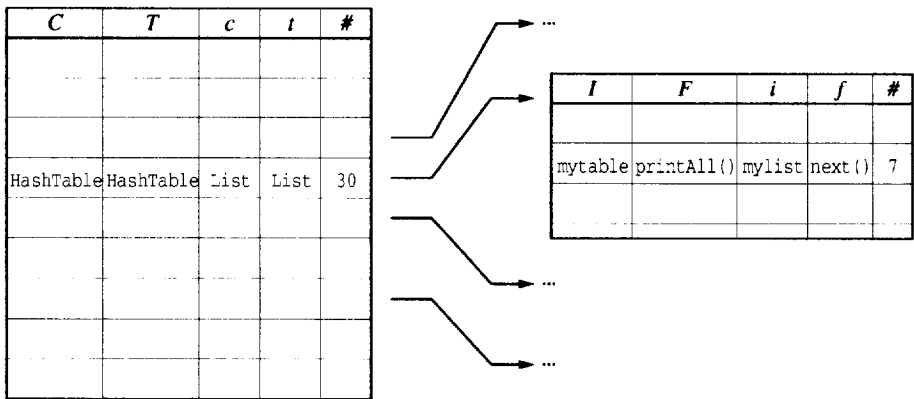 C T c t #
HashTable HashTable List List 30
...
I F i f #
mytable printAll() mylist next() 7
...
...